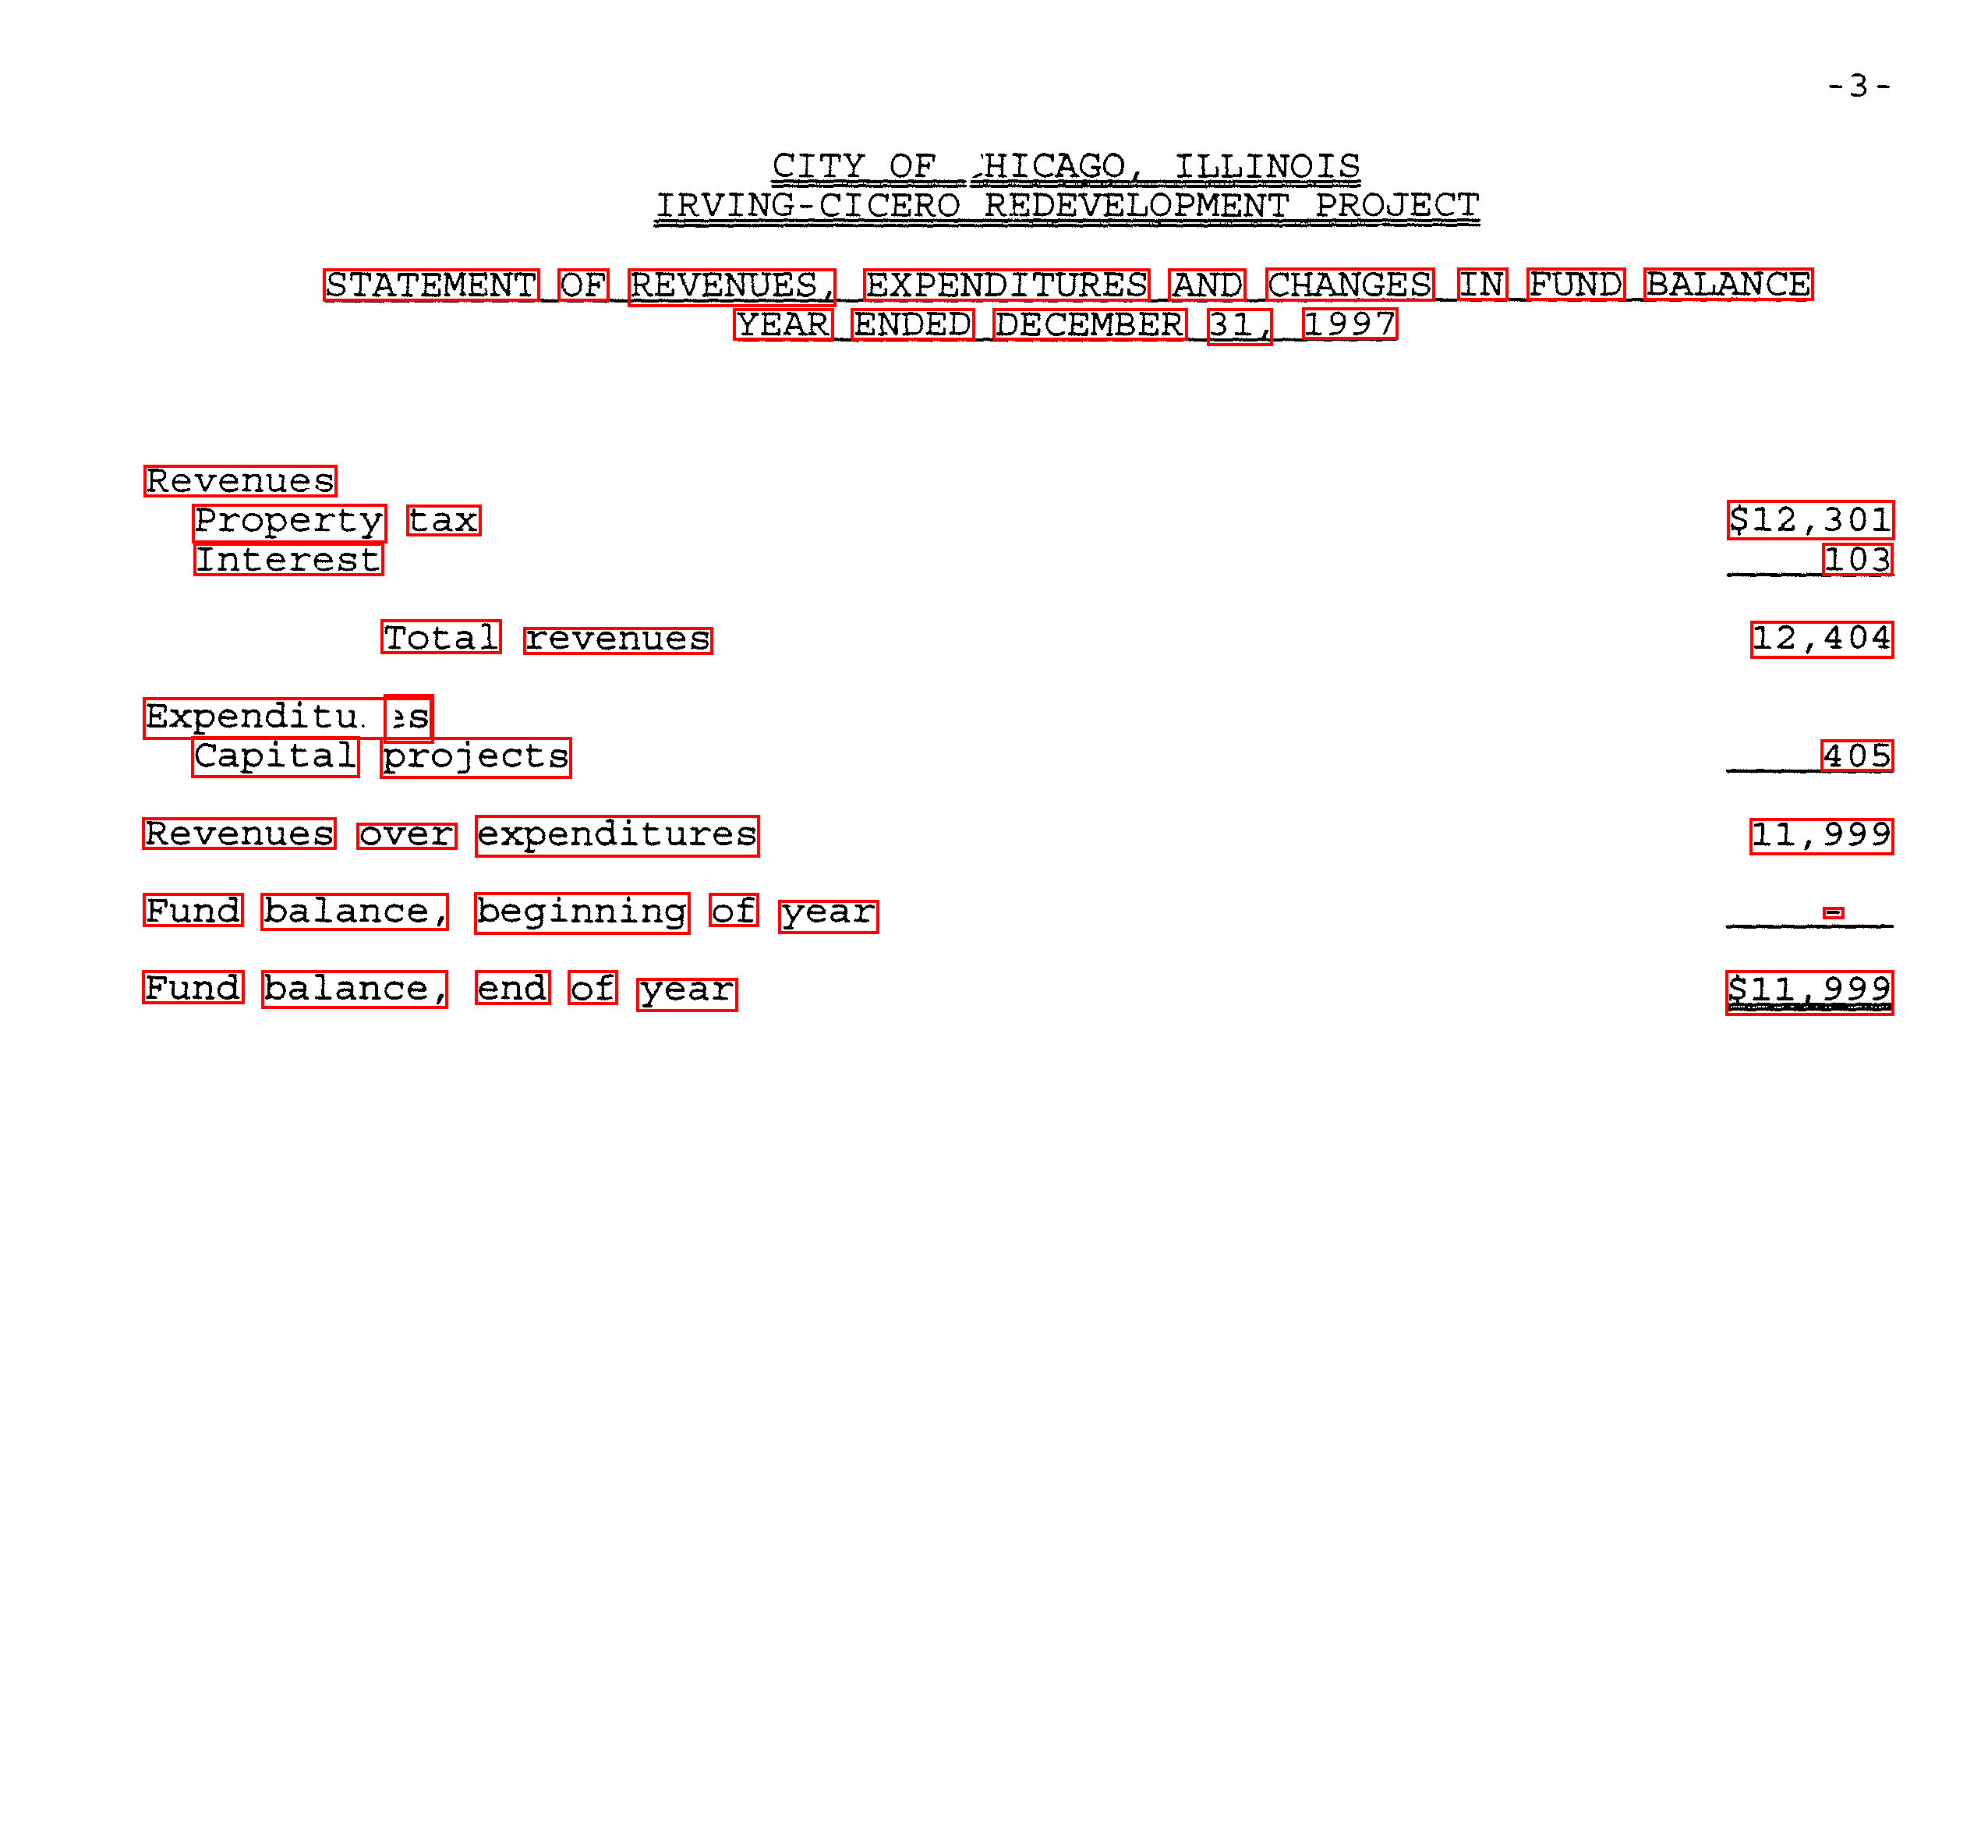 -3-
CITY OF CHICAGO, ILLINOIS
IRVING-CICERO REDEVELOPMENT PROJECT
STATEMENT OF REVENUES, EXPENDITURES AND CHANGES IN FUND BALANCE
YEAR ENDED DECEMBER 31, 1997
Revenues
Property tax $12,301
Interest 103
Total revenues 12,404
Expenditures
Capital projects 405
Revenues over expenditures 11,999
Fund balance, beginning of year -
Fund balance, end of year $11,999